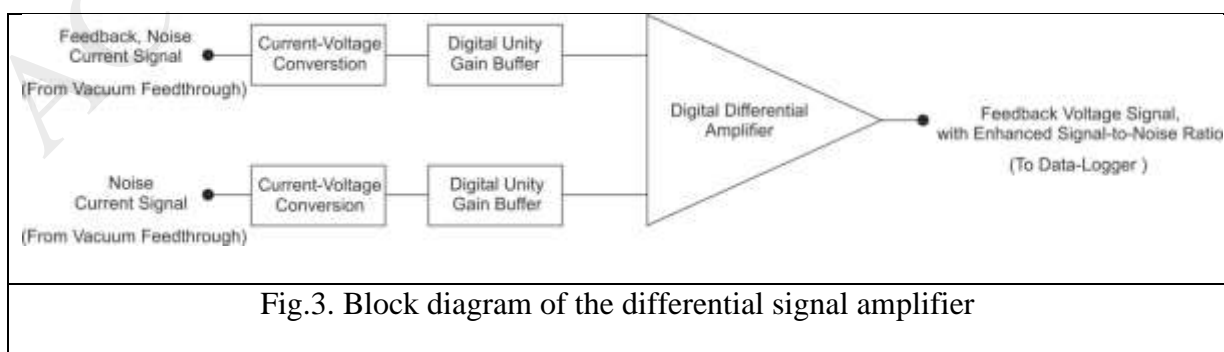 Feedback, Noise
Current Signal
(From Vacuum Feedthrough)
Current-Voltage
Converstion
Digital Unity
Gain Buffer
Digital Differential
Amplifier
Feedback Voltage Signal,
with Enhanced Signal-to-Noise Ratio
(To Data-Logger )
Noise
Current Signal
(From Vacuum Feedthrough)
Current-Voltage
Conversion
Digital Unity
Gain Buffer
Fig.3. Block diagram of the differential signal amplifier